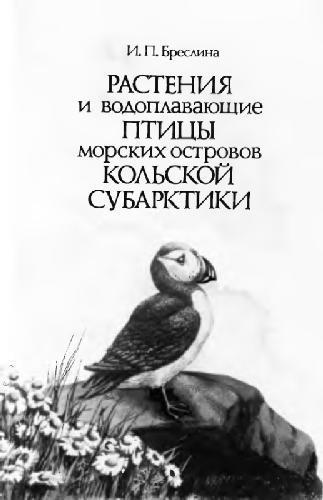 И. П. Бреслина
РАСТЕНИЯ
и водоплавающие
ПТИЦЫ
морских островов
КОЛЬСКОЙ
СУБАРКТИКИ